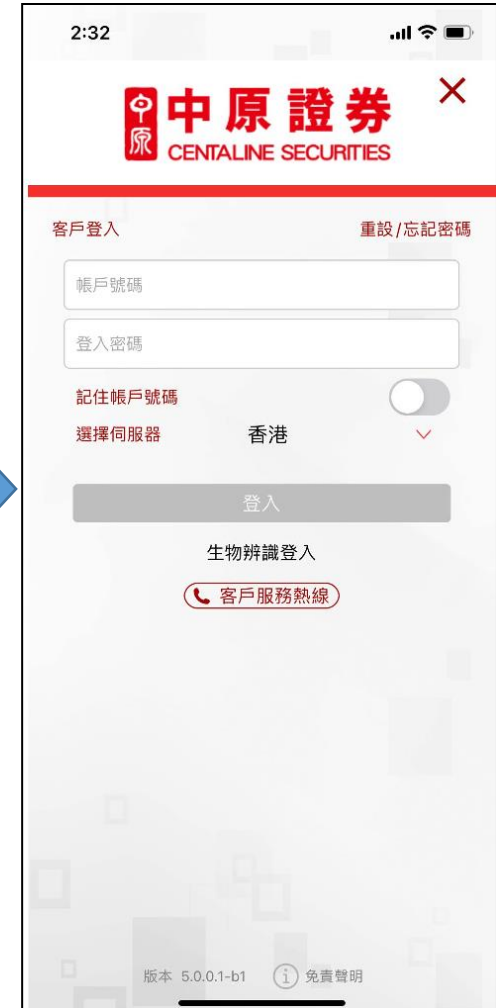 2:32
中原 中原證券
CENTALINE SECURITIES
客戶登入 重設/忘記密碼
帳戶號碼
登入密碼
記住帳戶號碼
選擇伺服器 香港
登入
生物辨識登入
客戶服務熱線
版本 5.0.0.1-b1 i 免責聲明